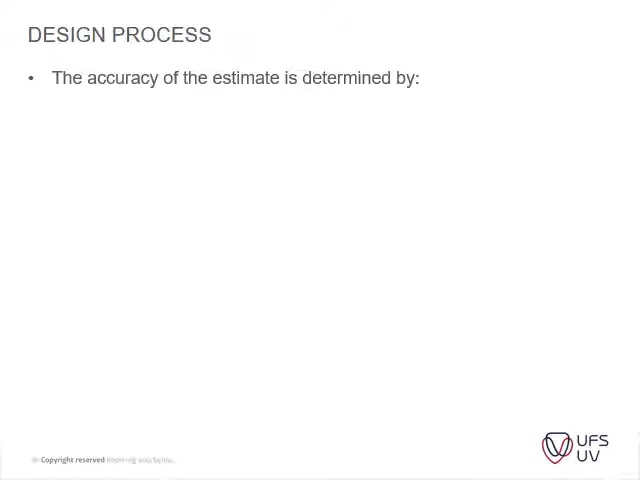 DESIGN PROCESS
• The accuracy of the estimate is determined by:
Copyright reserved
UFS
UV